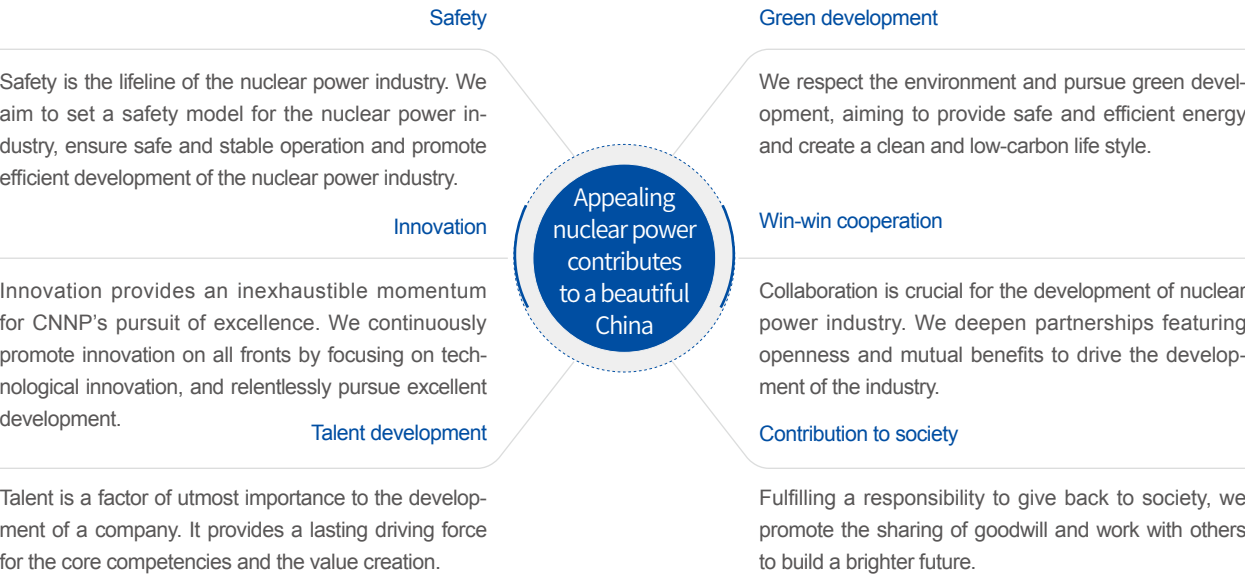 Safety
Safety is the lifeline of the nuclear power industry. We
aim to set a safety model for the nuclear power in-
dustry, ensure safe and stable operation and promote
efficient development of the nuclear power industry.
Innovation
Innovation provides an inexhaustible momentum
for CNNP's pursuit of excellence. We continuously
promote innovation on all fronts by focusing on tech-
nological innovation, and relentlessly pursue excellent
development.
Talent development
Talent is a factor of utmost importance to the develop-
ment of a company. It provides a lasting driving force
for the core competencies and the value creation.
Appealing
nuclear power
contributes
to a beautiful
China
Green development
We respect the environment and pursue green devel-
opment, aiming to provide safe and efficient energy
and create a clean and low-carbon life style.
Win-win cooperation
Collaboration is crucial for the development of nuclear
power industry. We deepen partnerships featuring
openness and mutual benefits to drive the develop-
ment of the industry.
Contribution to society
Fulfilling a responsibility to give back to society, we
promote the sharing of goodwill and work with others
to build a brighter future.